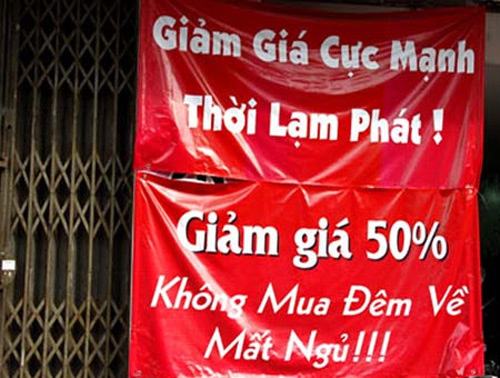 Giảm Giá Cực Mạnh
Thời Lạm Phát !
Giảm giá 50%
Không Mua Đêm Về
Mất Ngủ!!!